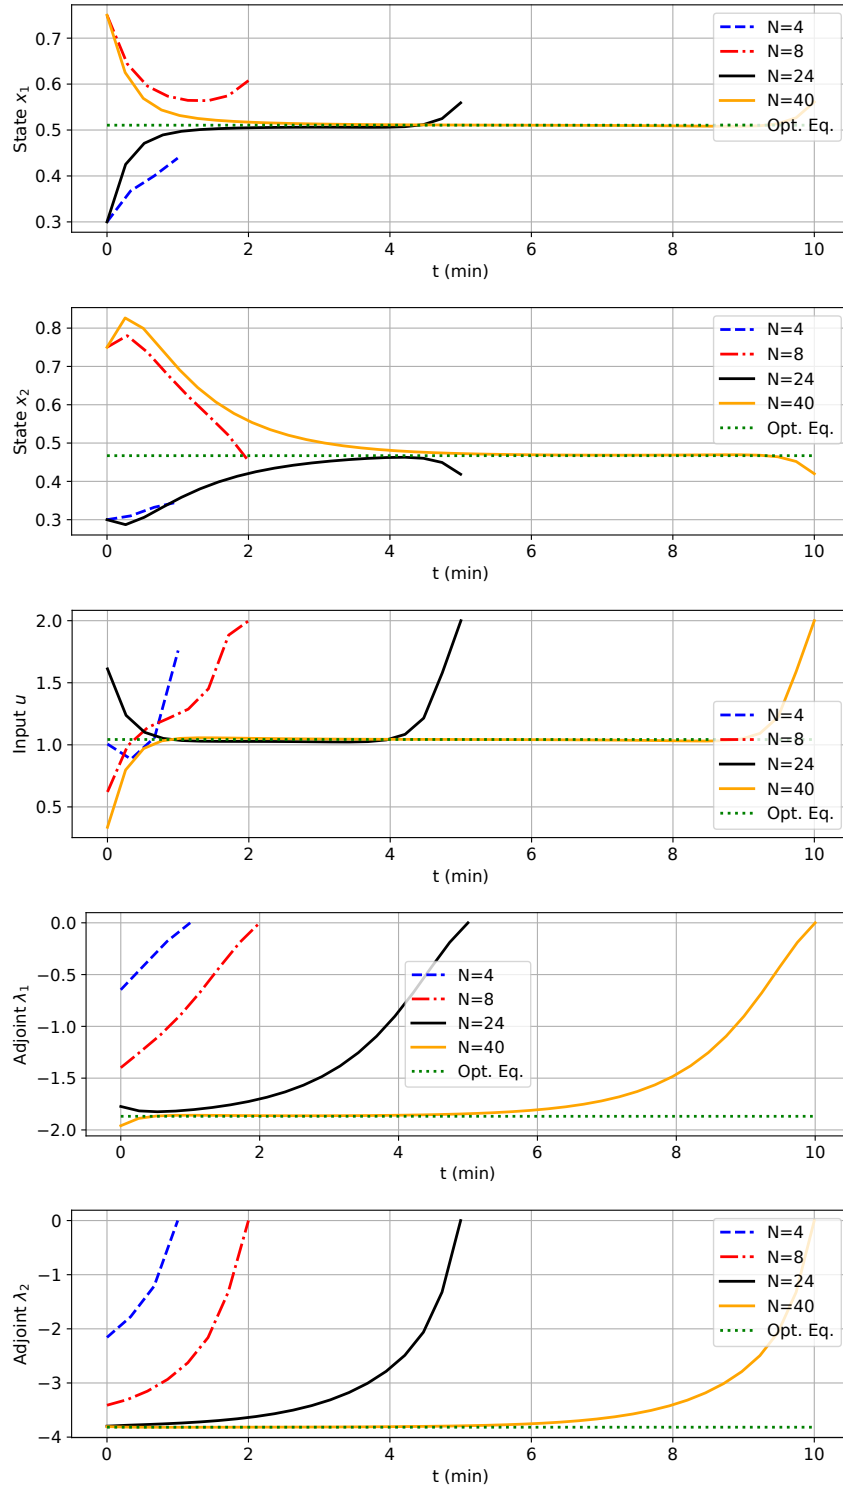 State x₁
0.7
0.6
0.5
0.4
0.3
N=4
N=8
N=24
N=40
Opt. Eq.
0 2 4 6 8 10
t (min)
State x₂
0.8
0.7
0.6
0.5
0.4
0.3
N=4
N=8
N=24
N=40
Opt. Eq.
0 2 4 6 8 10
t (min)
Input u
2.0
1.5
1.0
0.5
N=4
N=8
N=24
N=40
Opt. Eq.
0 2 4 6 8 10
t (min)
Adjoint λ₁
0.0
−0.5
−1.0
−1.5
−2.0
N=4
N=8
N=24
N=40
Opt. Eq.
0 2 4 6 8 10
t (min)
Adjoint λ₂
0
−1
−2
−3
−4
N=4
N=8
N=24
N=40
Opt. Eq.
0 2 4 6 8 10
t (min)